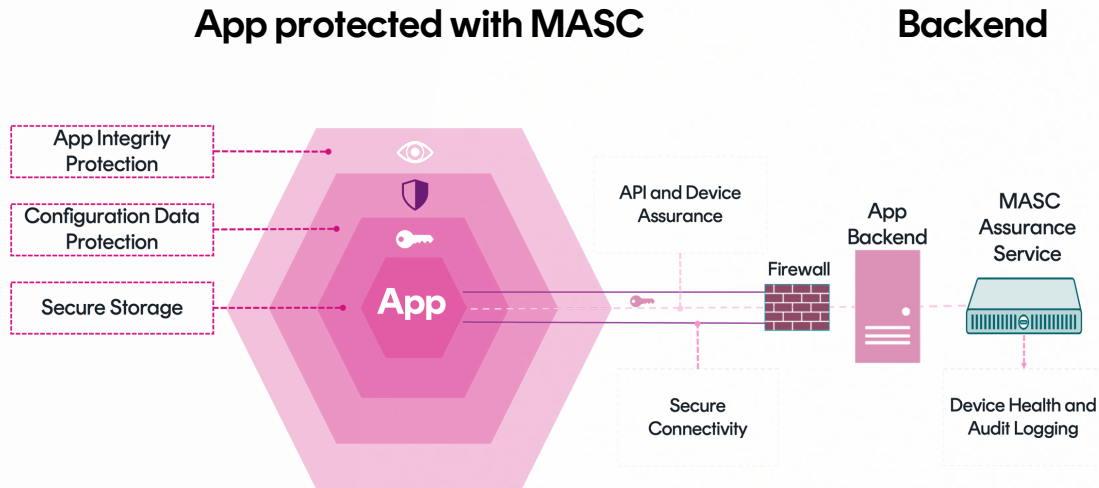 App protected with MASC
Backend
App Integrity
Protection
Configuration Data
Protection
Secure Storage
App
API and Device
Assurance
Secure
Connectivity
Firewall
App
Backend
MASC
Assurance
Service
Device Health and
Audit Logging